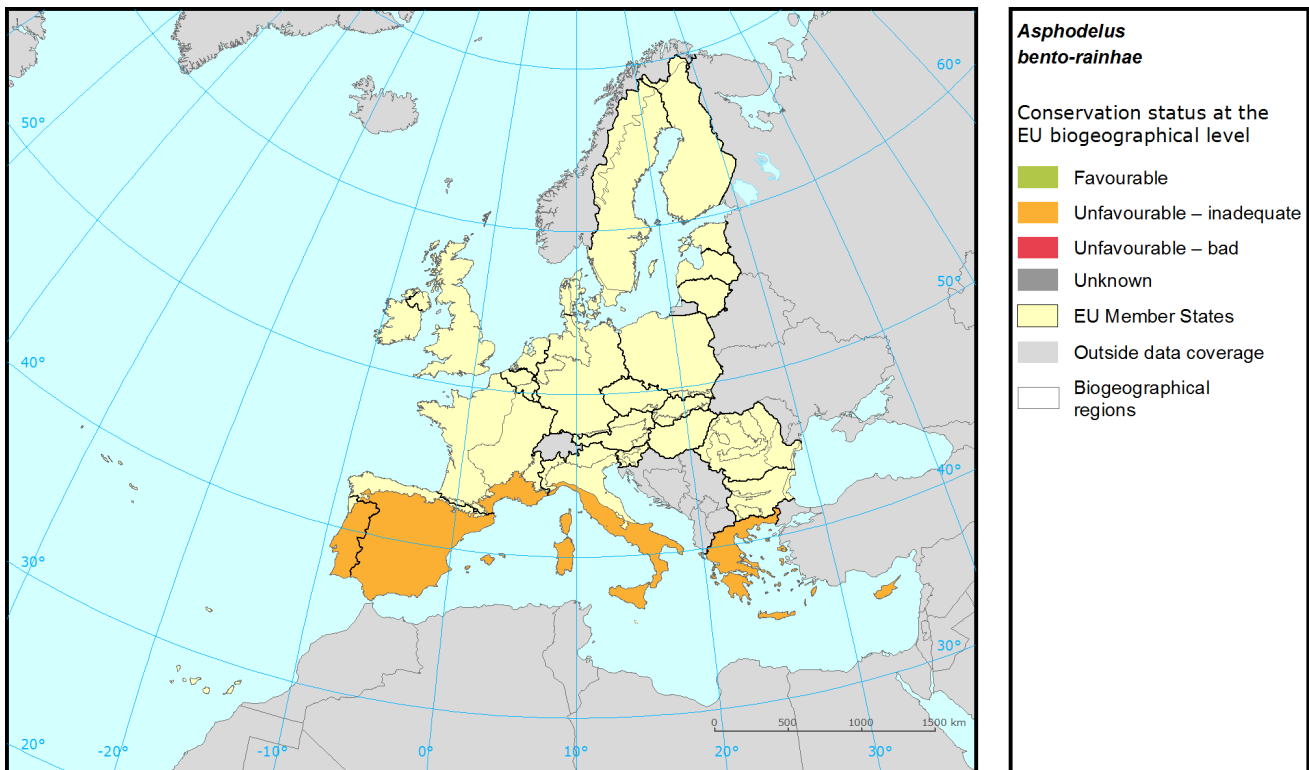 Asphodelus
bento-rainhae
Conservation status at the
EU biogeographical level
Favourable
Unfavourable – inadequate
Unfavourable – bad
Unknown
EU Member States
Outside data coverage
Biogeographical
regions
60°
50°
50°
40°
40°
30°
30°
20°
-20°
-10°
0°
10°
20°
30°
0 500 1000 1500 km